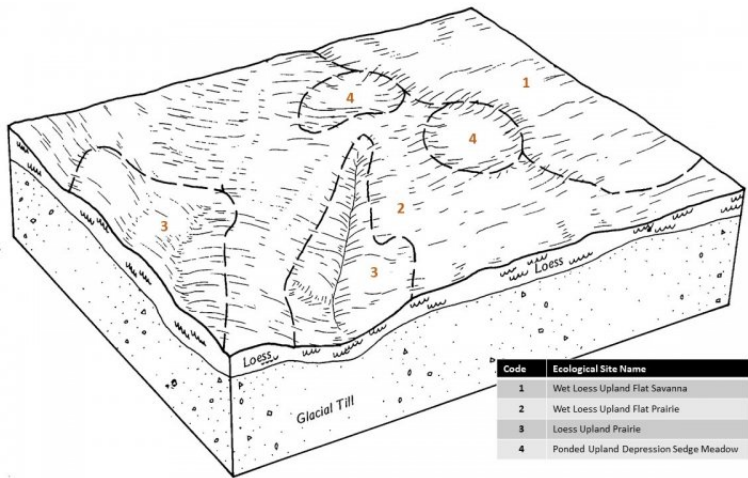 1
4
4
2
3
3
Loess
Loess
Glacial Till
Code Ecological Site Name
1 Wet Loess Upland Flat Savanna
2 Wet Loess Upland Flat Prairie
3 Loess Upland Prairie
4 Ponded Upland Depression Sedge Meadow